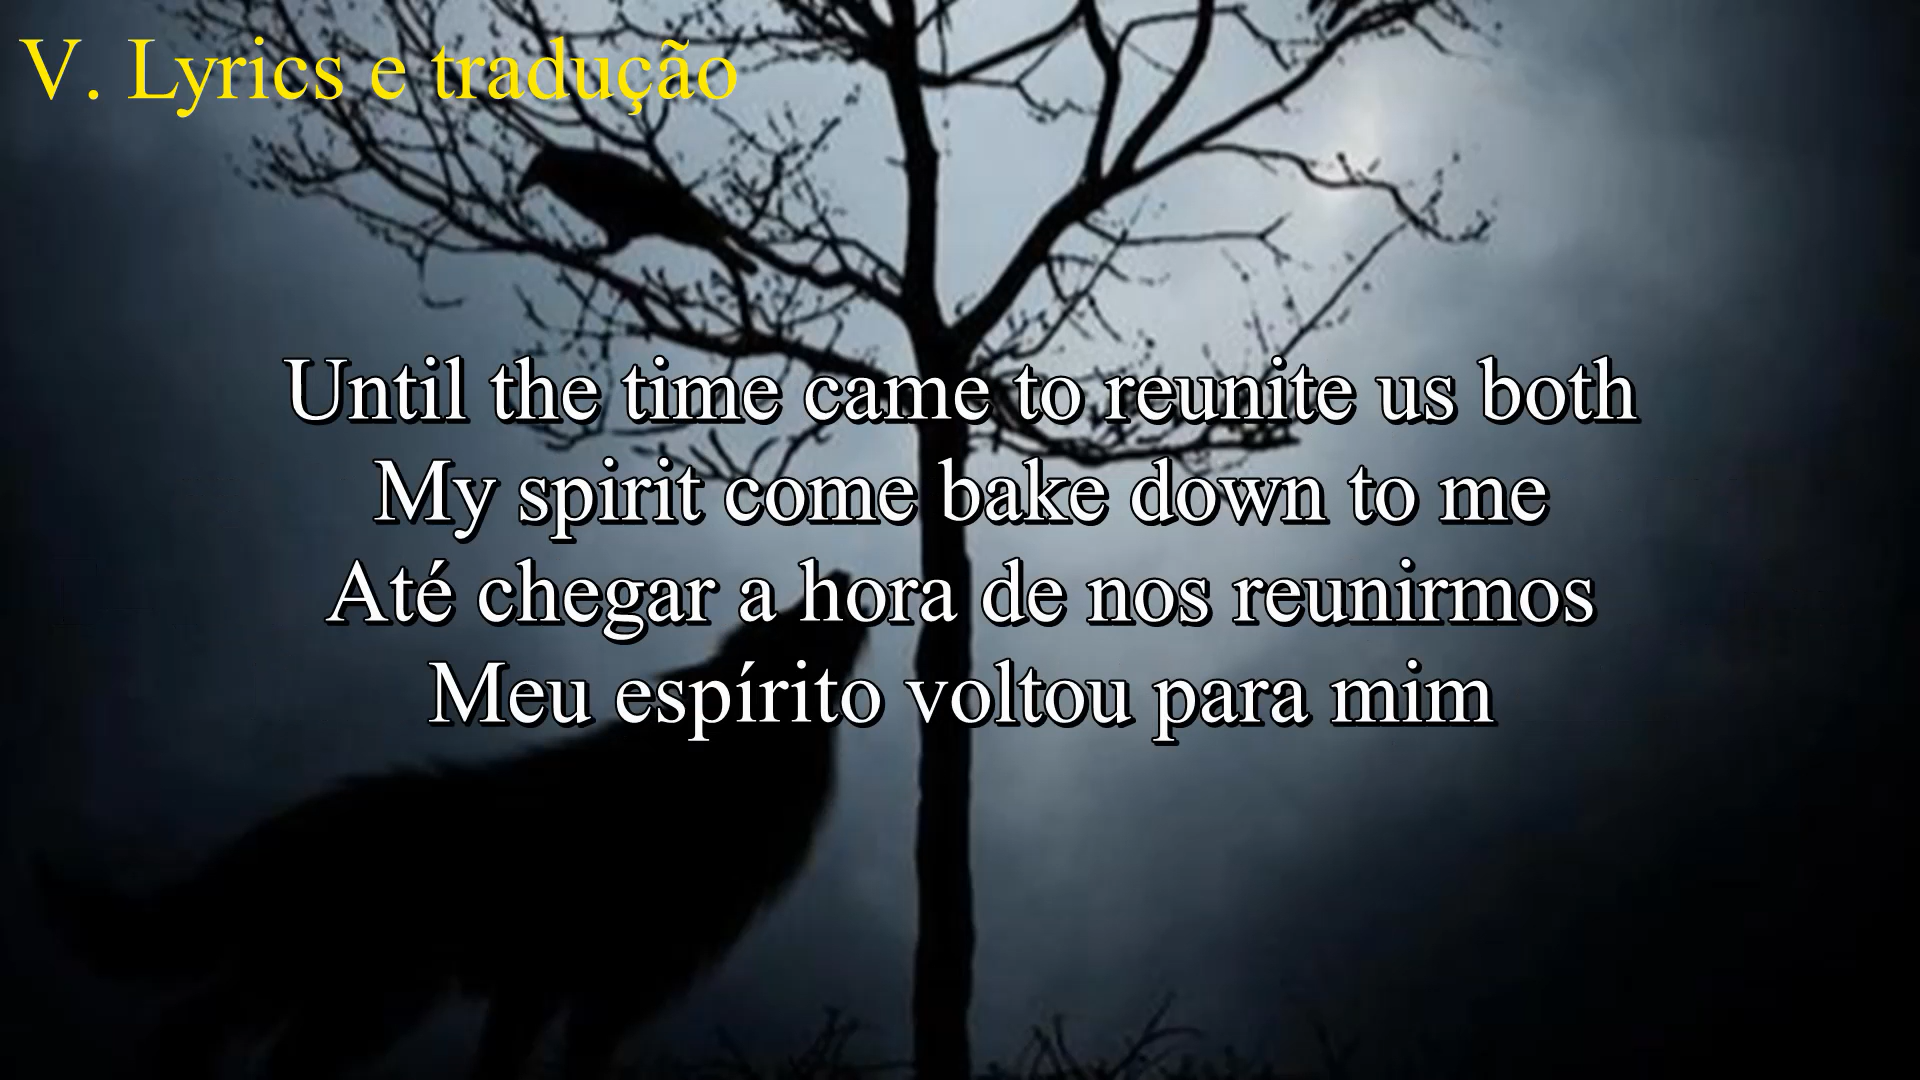 V. Lyrics e tradução
Until the time came to reunite us both
My spirit come bake down to me
Até chegar a hora de nos reunirmos
Meu espírito voltou para mim